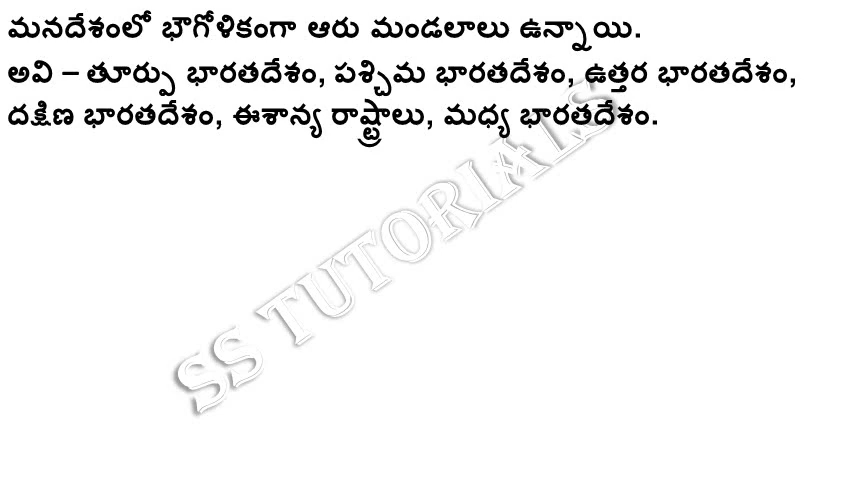 మనదేశంలో భౌగోళికంగా ఆరు మండలాలు ఉన్నాయి.
అవి – తూర్పు భారతదేశం, పశ్చిమ భారతదేశం, ఉత్తర భారతదేశం,
దక్షిణ భారతదేశం, ఈశాన్య రాష్ట్రాలు, మధ్య భారతదేశం.
SS TUTORIALS